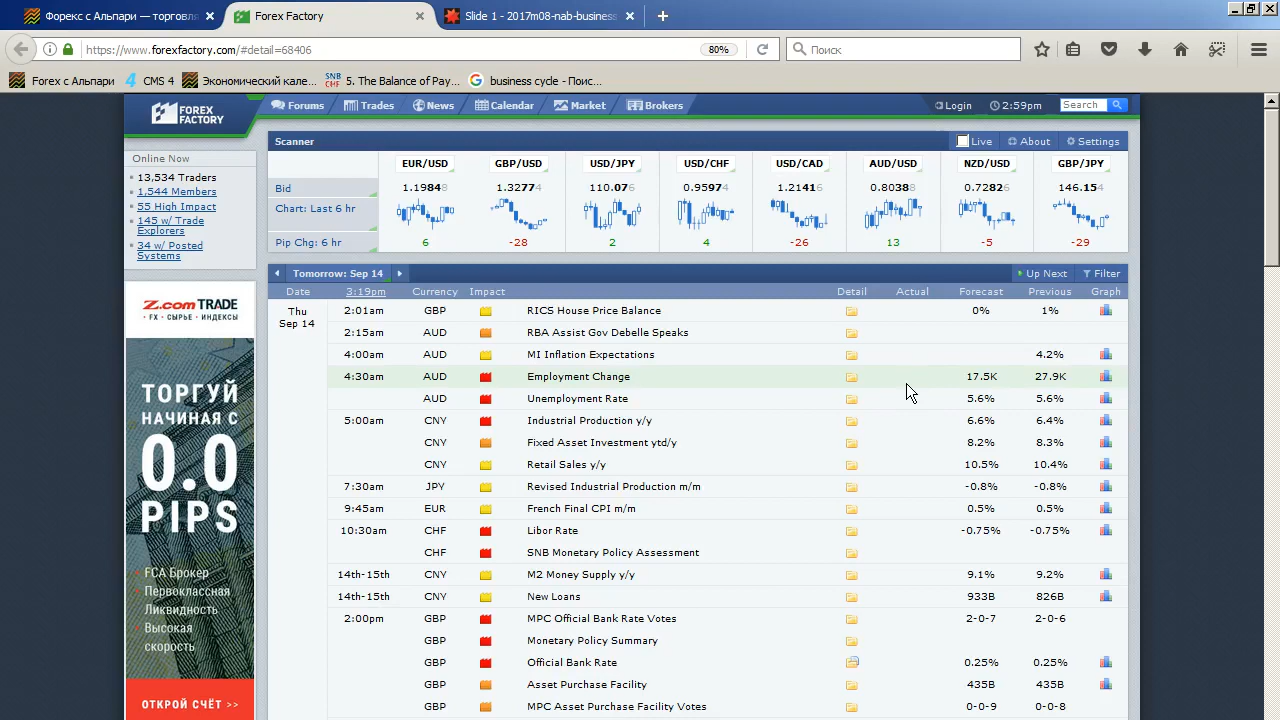 Форекс с Альпари — торговля
Forex Factory
Slide 1 - 2017m08-nab-business
https://www.forexfactory.com/#detail=68406
80%
Поиск
Forex с Альпари
CMS 4
Экономический кале...
SNB CHF
5. The Balance of Pay...
business cycle - Поис...
FOREX FACTORY
Forums
Trades
News
Calendar
Market
Brokers
Login
2:59pm
Search
Online Now
13,534 Traders
1,544 Members
55 High Impact
145 w/ Trade
Explorers
34 w/ Posted
Systems
Scanner
Live
About
Settings
EUR/USD GBP/USD USD/JPY USD/CHF USD/CAD AUD/USD NZD/USD GBP/JPY
Bid 1.19848 1.32774 110.076 0.95974 1.21416 0.80388 0.72826 146.154
Chart: Last 6 hr
Pip Chg: 6 hr 6 -28 2 4 -26 13 -5 -29
Tomorrow: Sep 14
Up Next
Filter
Date 3:19pm Currency Impact Detail Actual Forecast Previous Graph
Thu
Sep 14
2:01am GBP RICS House Price Balance 0% 1%
2:15am AUD RBA Assist Gov Debelle Speaks
4:00am AUD MI Inflation Expectations 4.2%
4:30am AUD Employment Change 17.5K 27.9K
AUD Unemployment Rate 5.6% 5.6%
5:00am CNY Industrial Production y/y 6.6% 6.4%
CNY Fixed Asset Investment ytd/y 8.2% 8.3%
CNY Retail Sales y/y 10.5% 10.4%
7:30am JPY Revised Industrial Production m/m -0.8% -0.8%
9:45am EUR French Final CPI m/m 0.5% 0.5%
10:30am CHF Libor Rate -0.75% -0.75%
CHF SNB Monetary Policy Assessment
14th-15th CNY M2 Money Supply y/y 9.1% 9.2%
14th-15th CNY New Loans 933B 826B
2:00pm GBP MPC Official Bank Rate Votes 2-0-7 2-0-6
GBP Monetary Policy Summary
GBP Official Bank Rate 0.25% 0.25%
GBP Asset Purchase Facility 435B 435B
GBP MPC Asset Purchase Facility Votes 0-0-9 0-0-8
Z.com TRADE
• FX • СЫРЬЕ • ИНДЕКСЫ
ТОРГУЙ
НАЧИНАЯ С
0.0
PIPS
FCA Брокер
Первоклассная
Ликвидность
Высокая
скорость
ОТКРОЙ СЧЁТ >>